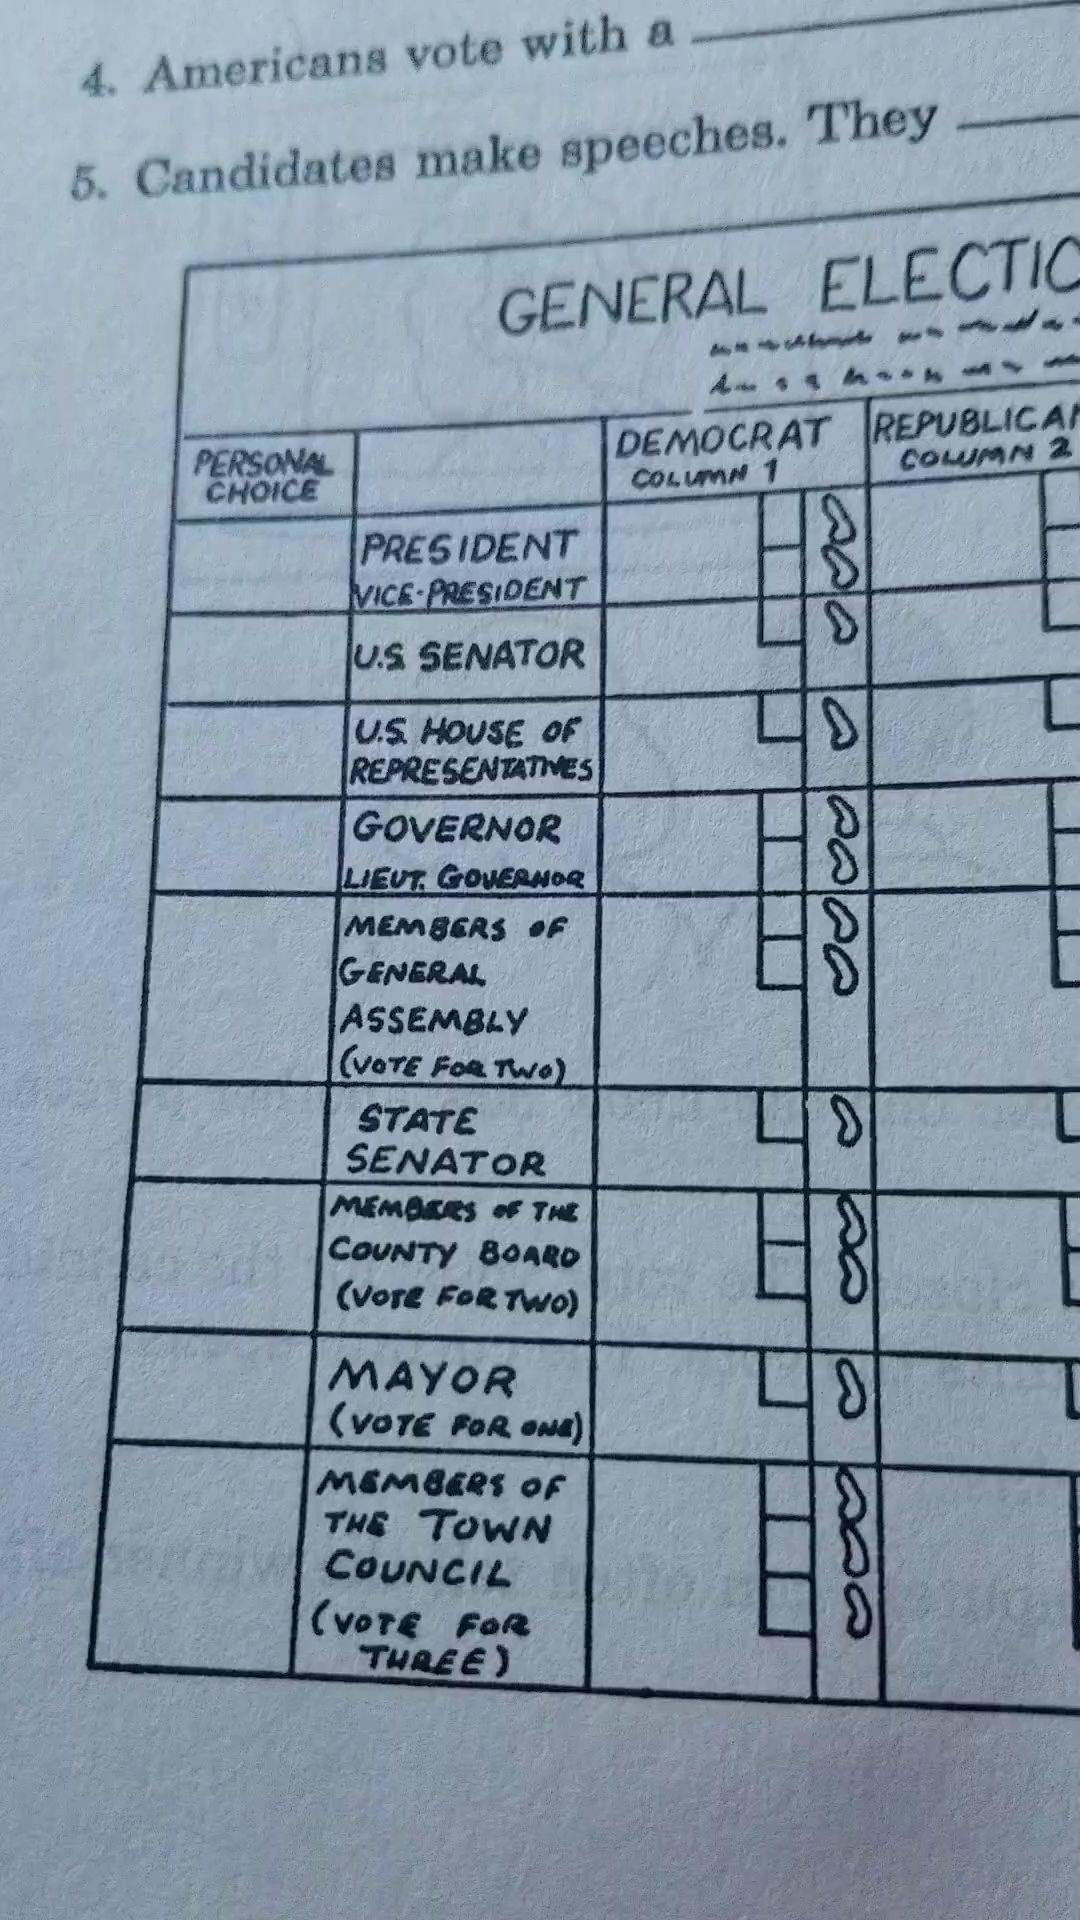 4. Americans vote with a
5. Candidates make speeches. They
GENERAL ELECTIO
PERSONAL CHOICE
DEMOCRAT
COLUMN 1
REPUBLICAN
COLUMN 2
PRESIDENT
VICE-PRESIDENT
U.S. SENATOR
U.S. HOUSE OF
REPRESENTATIVES
GOVERNOR
LIEUT. GOVERNOR
MEMBERS OF
GENERAL
ASSEMBLY
(VOTE FOR TWO)
STATE
SENATOR
MEMBERS OF THE
COUNTY BOARD
(VOTE FOR TWO)
MAYOR
(VOTE FOR ONE)
MEMBERS OF
THE TOWN
COUNCIL
(VOTE FOR
THREE)